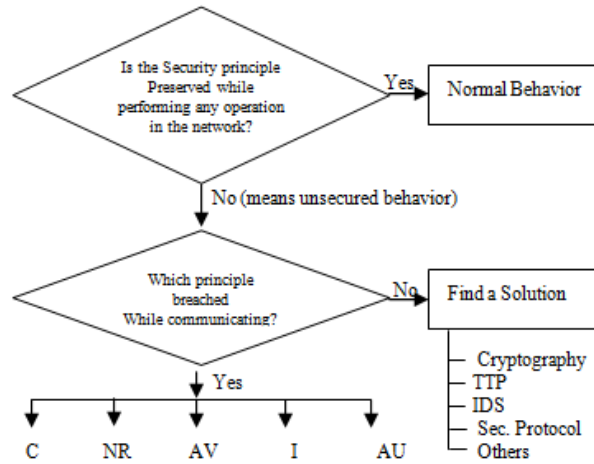 Is the Security principle
Preserved while
performing any operation
in the network?
Yes
Normal Behavior
No (means unsecured behavior)
Which principle
breached
While communicating?
No
Find a Solution
Cryptography
TTP
IDS
Sec. Protocol
Others
Yes
C NR AV I AU